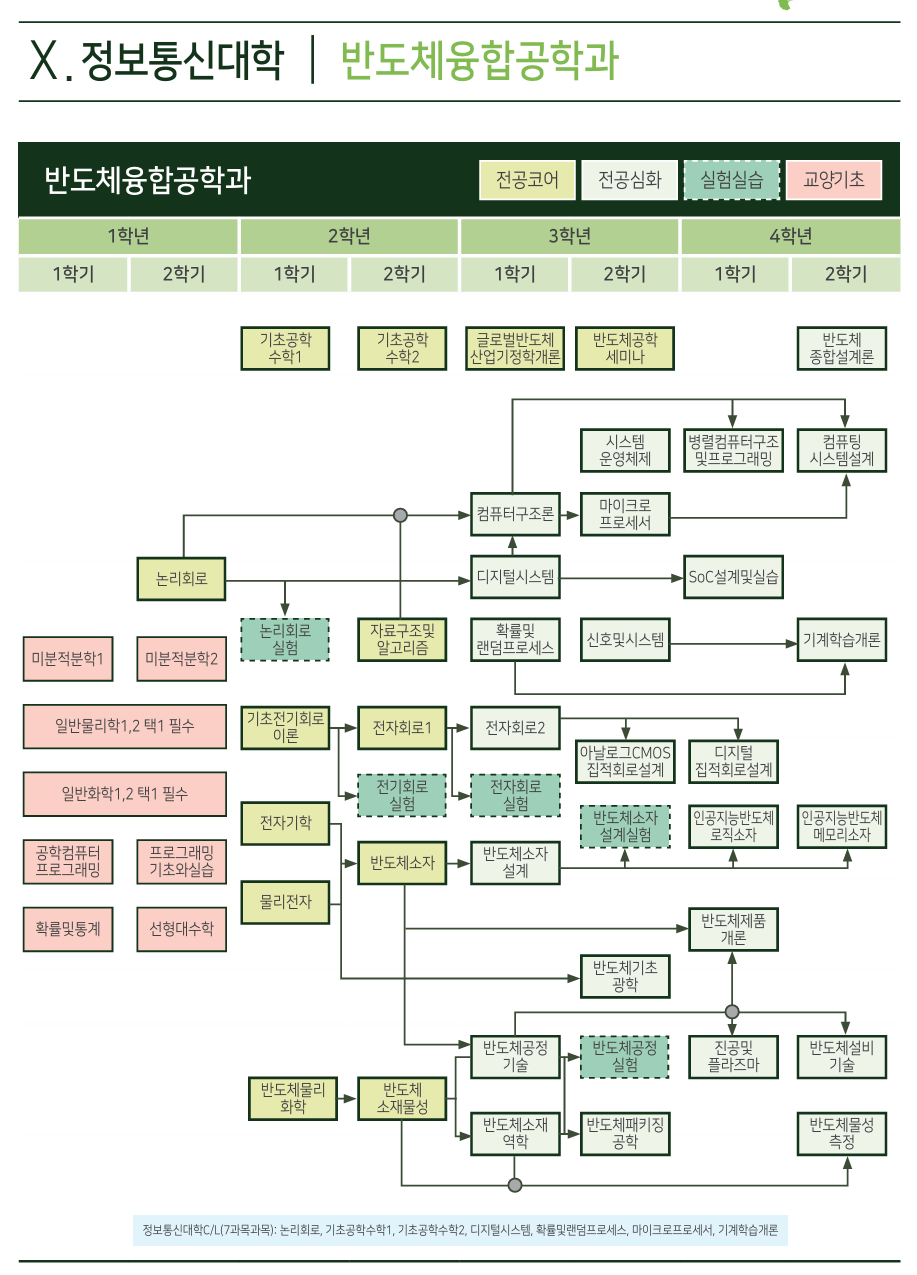 X. 정보통신대학 | 반도체융합공학과
반도체융합공학과
전공코어
전공심화
실험실습
교양기초
1학년
2학년
3학년
4학년
1학기
2학기
1학기
2학기
1학기
2학기
1학기
2학기
기초공학
수학1
기초공학
수학2
글로벌반도체
산업기정학개론
반도체공학
세미나
반도체
종합설계론
시스템
운영체제
병렬컴퓨터구조
및프로그래밍
컴퓨팅
시스템설계
컴퓨터구조론
마이크로
프로세서
논리회로
디지털시스템
SoC설계및실습
논리회로
실험
자료구조및
알고리즘
확률및
랜덤프로세스
신호및시스템
기계학습개론
미분적분학1
미분적분학2
일반물리학1,2 택1 필수
기초전기회로
이론
전자회로1
전자회로2
아날로그CMOS
집적회로설계
디지털
집적회로설계
일반화학1,2 택1 필수
전기회로
실험
전자회로
실험
전자기학
반도체소자
설계실험
인공지능반도체
로직소자
인공지능반도체
메모리소자
공학컴퓨터
프로그래밍
프로그래밍
기초와실습
반도체소자
반도체소자
설계
물리전자
확률및통계
선형대수학
반도체제품
개론
반도체기초
광학
반도체공정
기술
반도체공정
실험
진공및
플라즈마
반도체설비
기술
반도체물리
화학
반도체
소재물성
반도체소재
역학
반도체패키징
공학
반도체물성
측정
정보통신대학C/L(7과목과목): 논리회로, 기초공학수학1, 기초공학수학2, 디지털시스템, 확률및랜덤프로세스, 마이크로프로세서, 기계학습개론